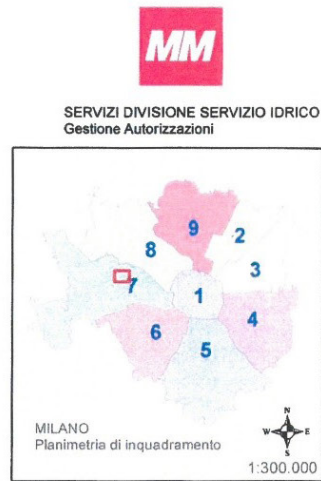 MM
SERVIZI DIVISIONE SERVIZIO IDRICO
Gestione Autorizzazioni
9
2
8
3
7
1
4
6
5
MILANO
Planimetria di inquadramento
N
W E
S
1:300.000